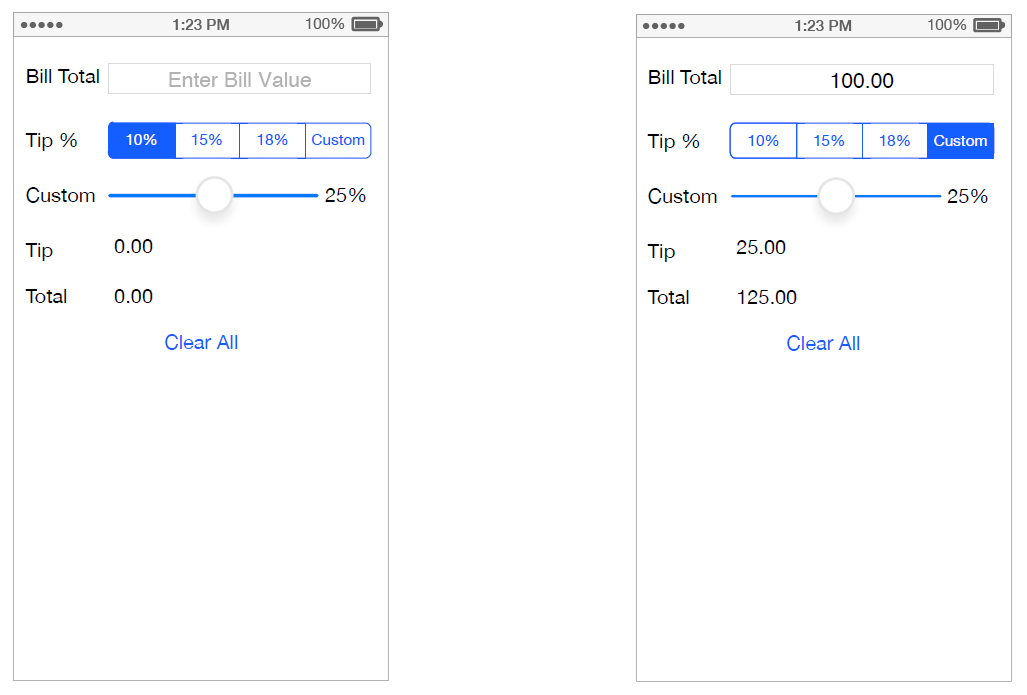 1:23 PM 100%
Bill Total Enter Bill Value
Tip % 10% 15% 18% Custom
Custom 25%
Tip 0.00
Total 0.00
Clear All
1:23 PM 100%
Bill Total 100.00
Tip % 10% 15% 18% Custom
Custom 25%
Tip 25.00
Total 125.00
Clear All